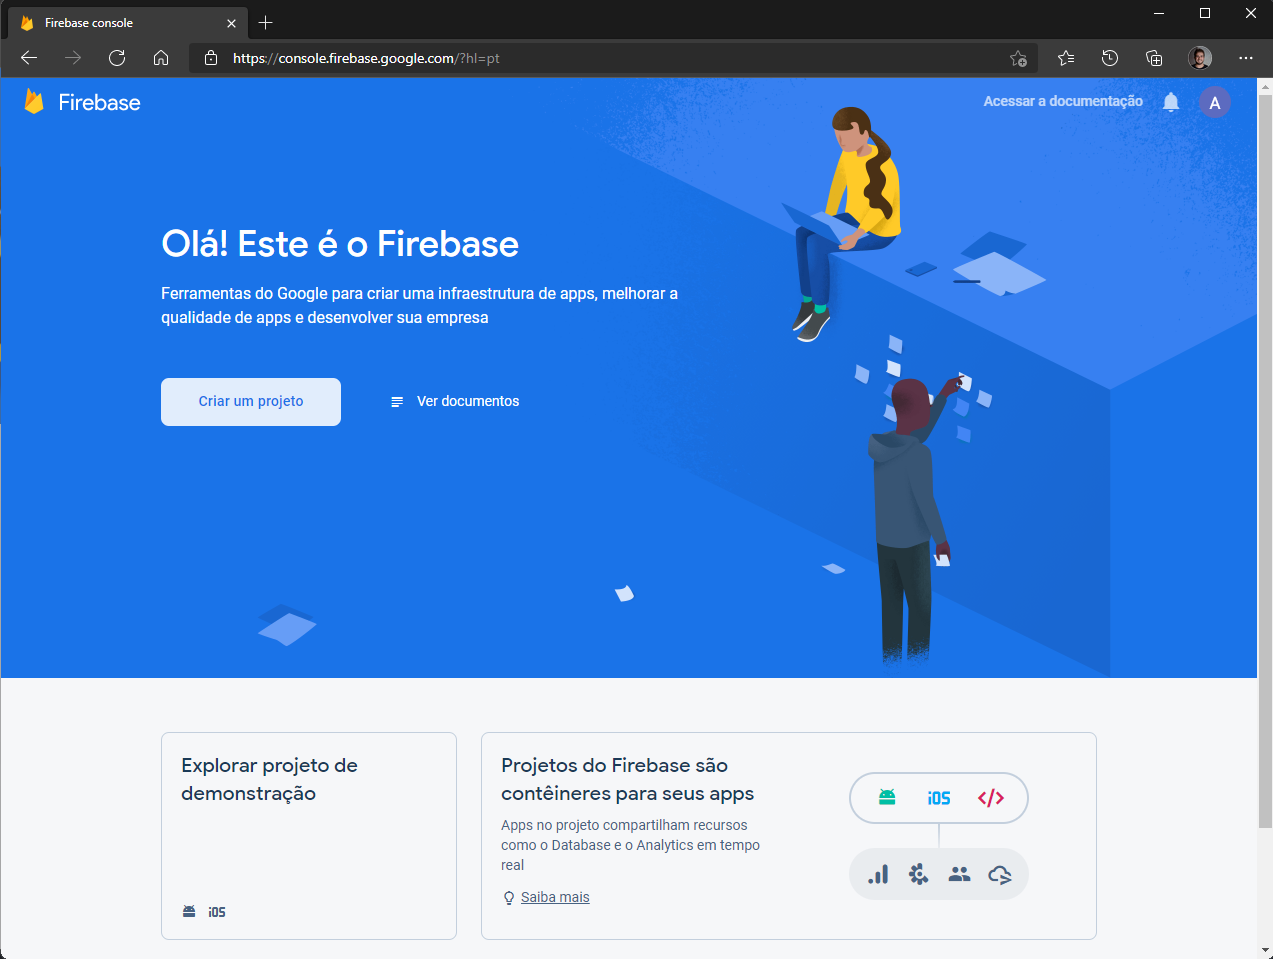 Firebase console
https://console.firebase.google.com/?hl=pt
Firebase
Acessar a documentação
A
Olá! Este é o Firebase
Ferramentas do Google para criar uma infraestrutura de apps, melhorar a
qualidade de apps e desenvolver sua empresa
Criar um projeto
Ver documentos
Explorar projeto de
demonstração
iOS
Projetos do Firebase são
contêineres para seus apps
Apps no projeto compartilham recursos
como o Database e o Analytics em tempo
real
Saiba mais
iOS